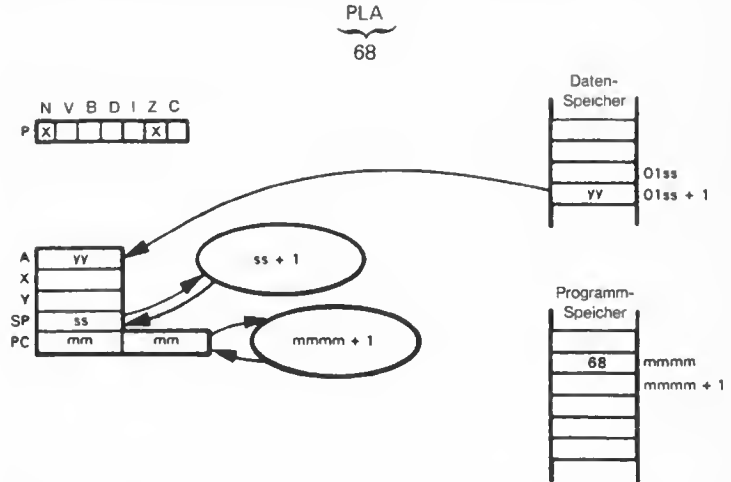 PLA
68
N V B D I Z C
P X X
Daten-
Speicher
01ss
yy 01ss + 1
A yy
X
Y
SP ss
PC mm mm
ss + 1
mmmm + 1
Programm-
Speicher
68 mmmm
mmmm + 1